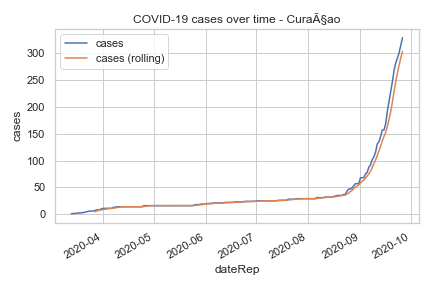 COVID-19 cases over time - CuraÃ§ao
cases
cases (rolling)
300
250
200
150
100
50
0
cases
2020-04
2020-05
2020-06
2020-07
2020-08
2020-09
2020-10
dateRep